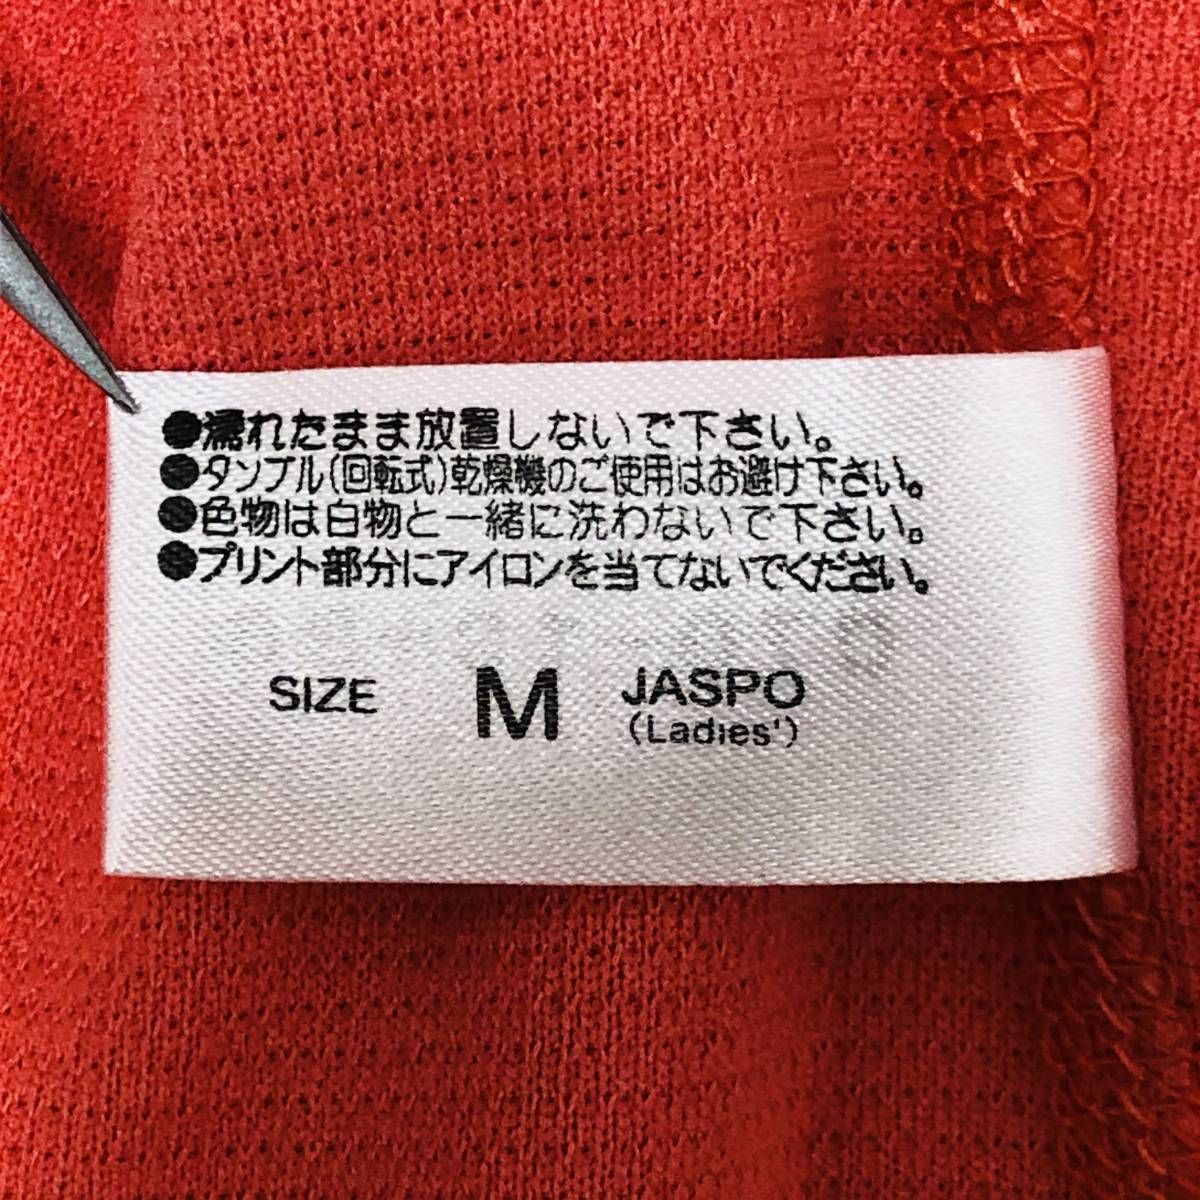 ●濡れたまま放置しないで下さい。
●タンブル(回転式)乾燥機のご使用はお避け下さい。
●色物は白物と一緒に洗わないで下さい。
●プリント部分にアイロンを当てないでください。
SIZE M JASPO
(Ladies')